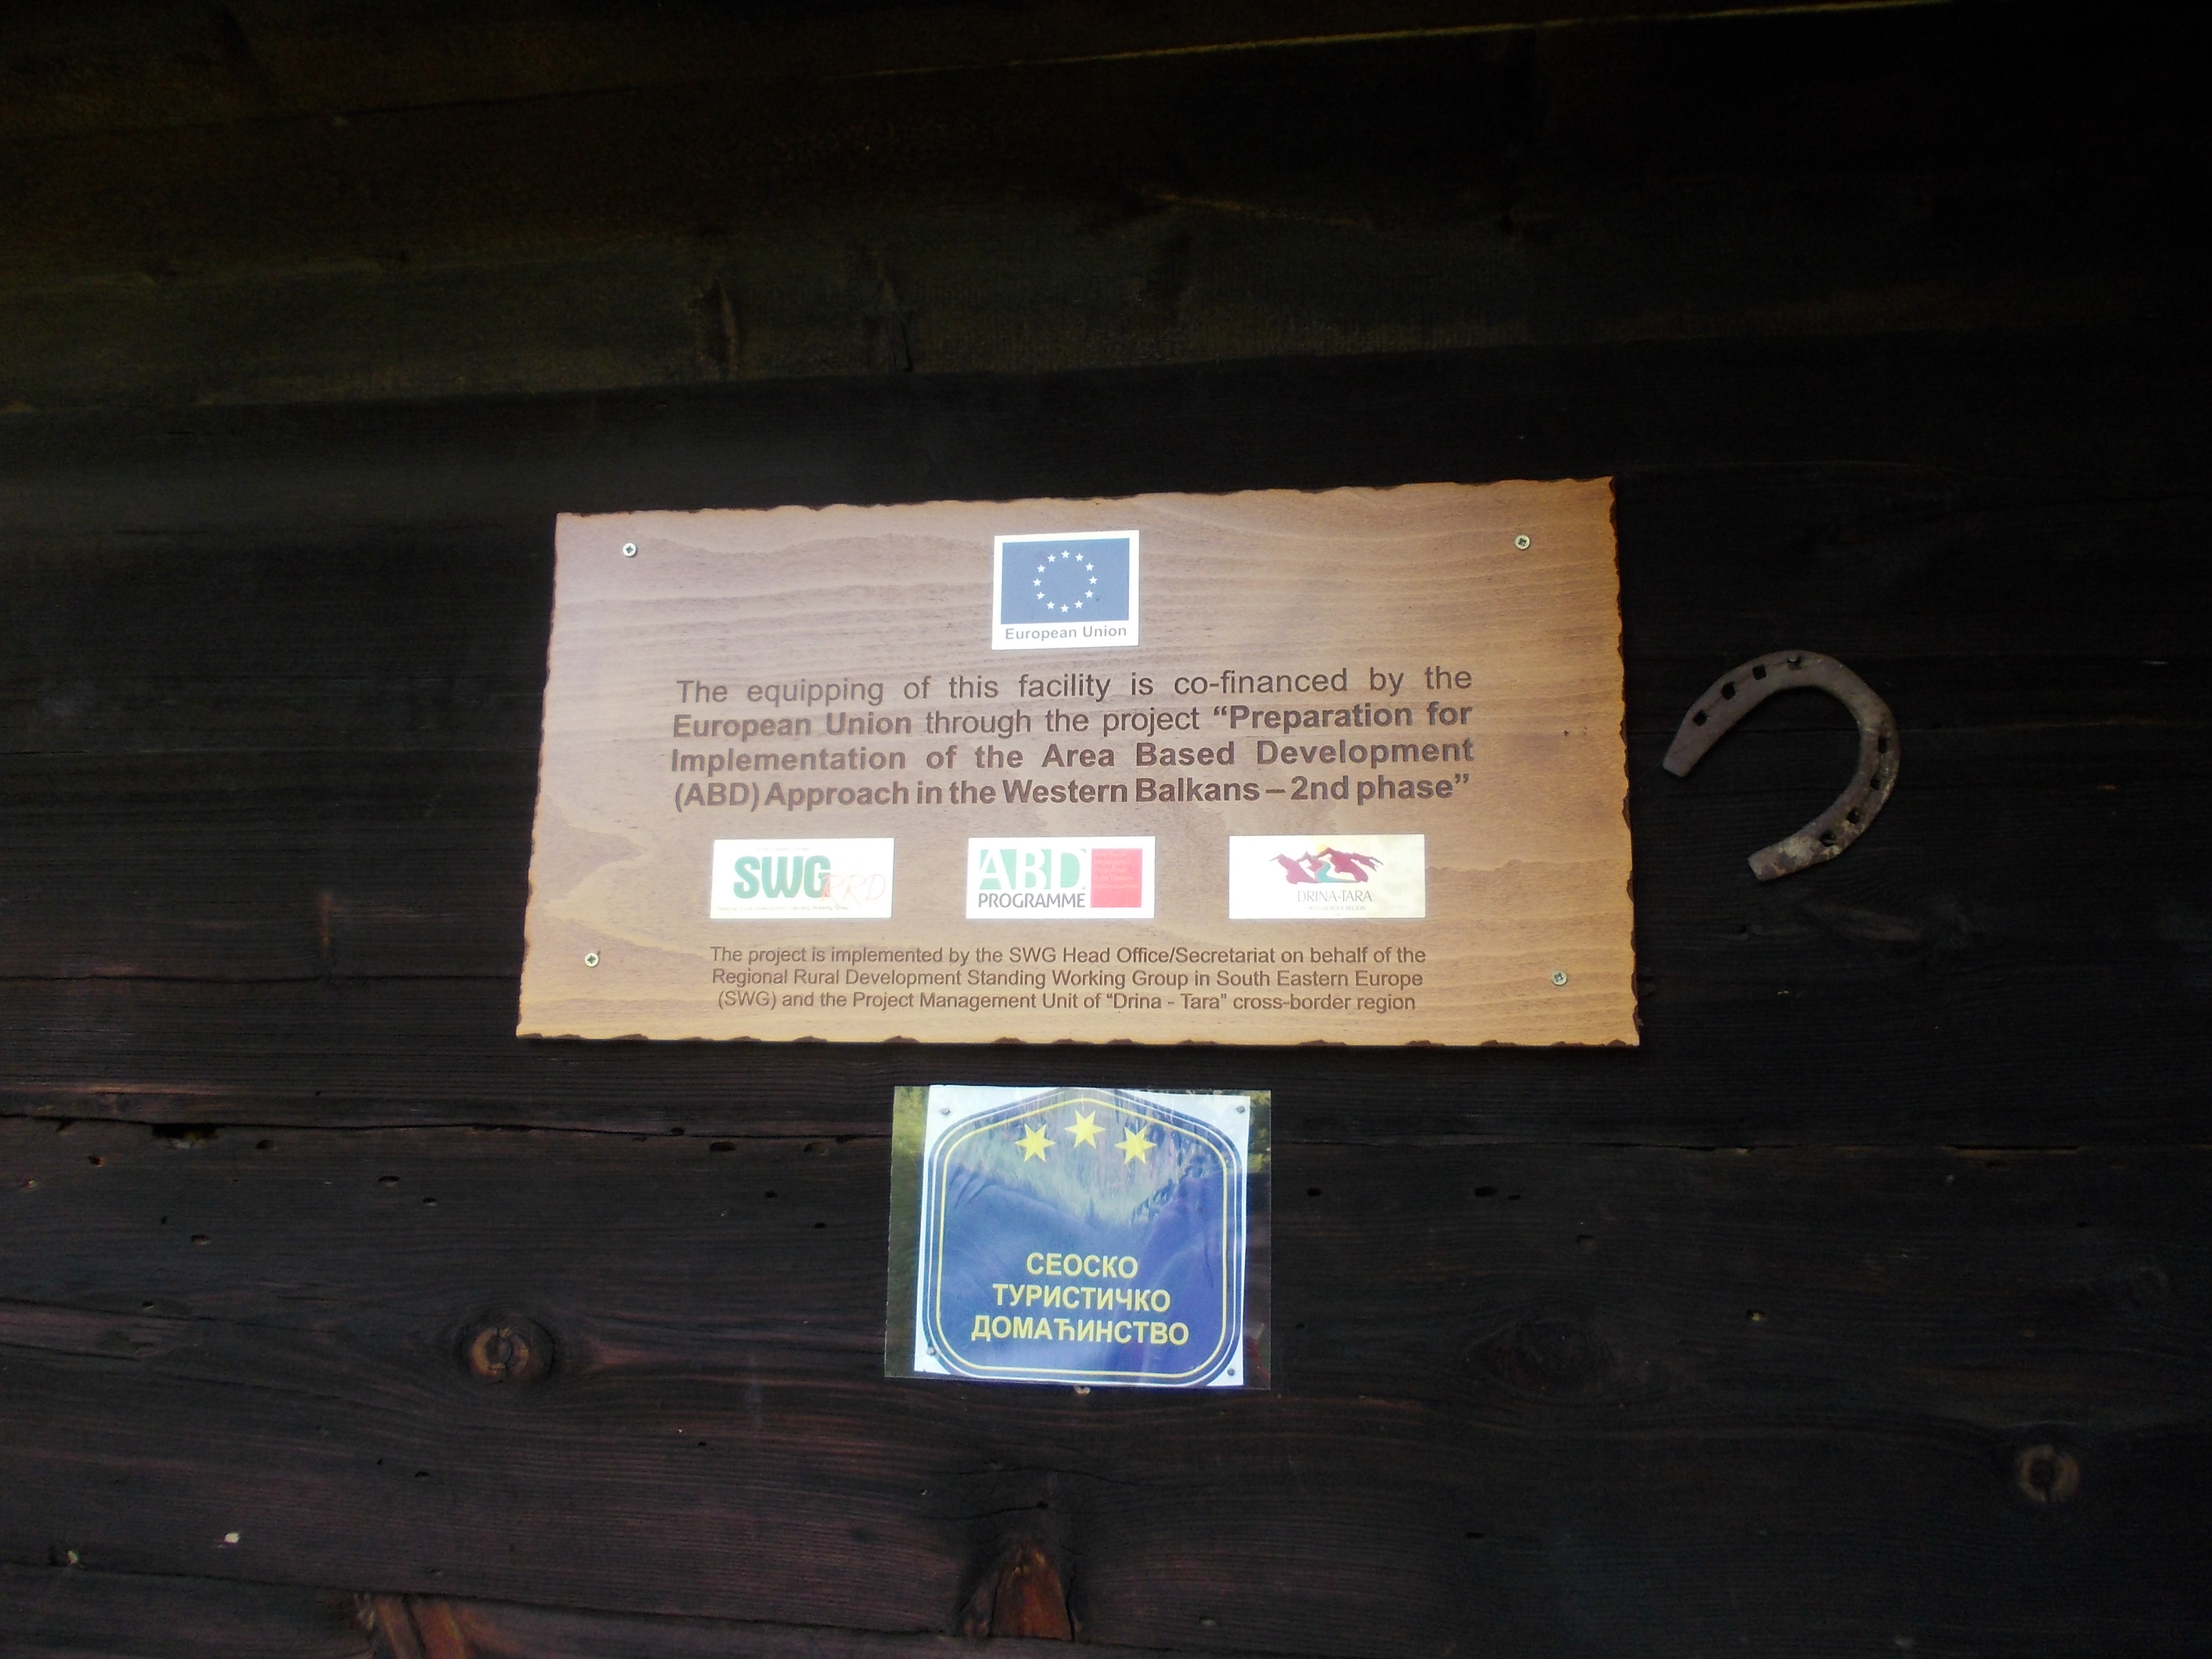 European Union
The equipping of this facility is co-financed by the
European Union through the project “Preparation for
Implementation of the Area Based Development
(ABD) Approach in the Western Balkans – 2nd phase”
SWG RRD
ABD
PROGRAMME
DRINA-TARA
The project is implemented by the SWG Head Office/Secretariat on behalf of the
Regional Rural Development Standing Working Group in South Eastern Europe
(SWG) and the Project Management Unit of “Drina - Tara” cross-border region
СЕОСКО
ТУРИСТИЧКО
ДОМАЋИНСТВО